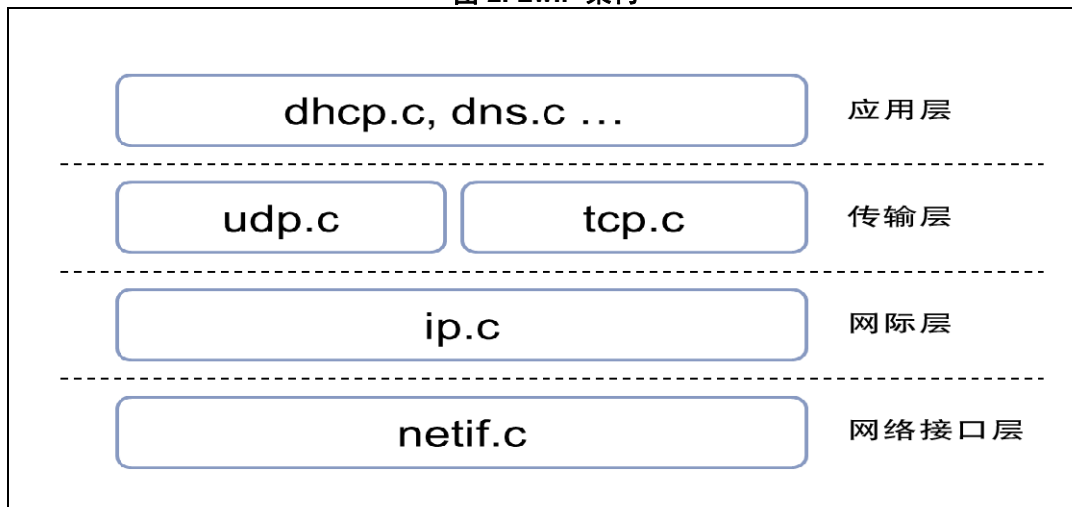 dhcp.c, dns.c …
应用层
udp.c
tcp.c
传输层
ip.c
网际层
netif.c
网络接口层